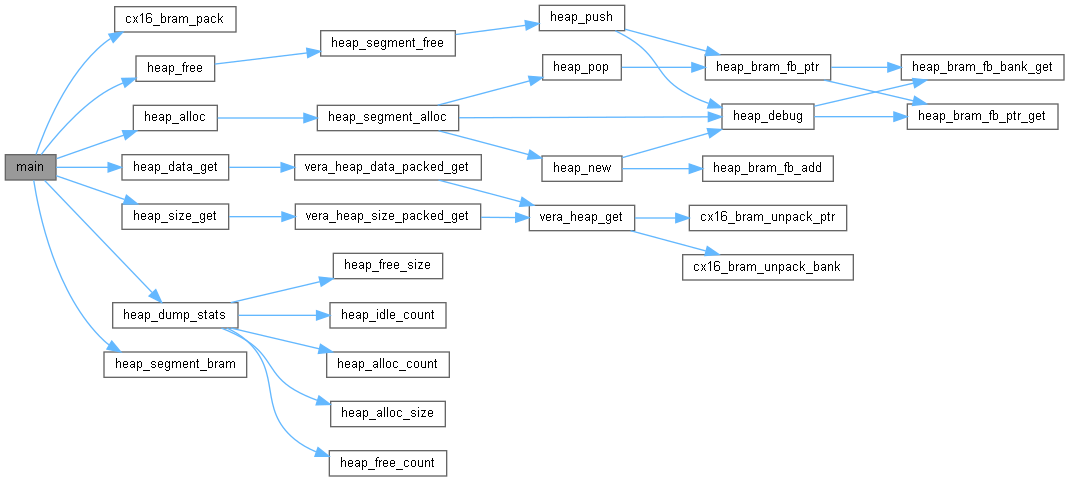 main
cx16_bram_pack
heap_free
heap_alloc
heap_data_get
heap_size_get
heap_dump_stats
heap_segment_bram
heap_segment_free
heap_segment_alloc
vera_heap_data_packed_get
vera_heap_size_packed_get
heap_free_size
heap_idle_count
heap_alloc_count
heap_alloc_size
heap_free_count
heap_push
heap_pop
heap_new
vera_heap_get
heap_bram_fb_ptr
heap_debug
heap_bram_fb_add
cx16_bram_unpack_ptr
cx16_bram_unpack_bank
heap_bram_fb_bank_get
heap_bram_fb_ptr_get